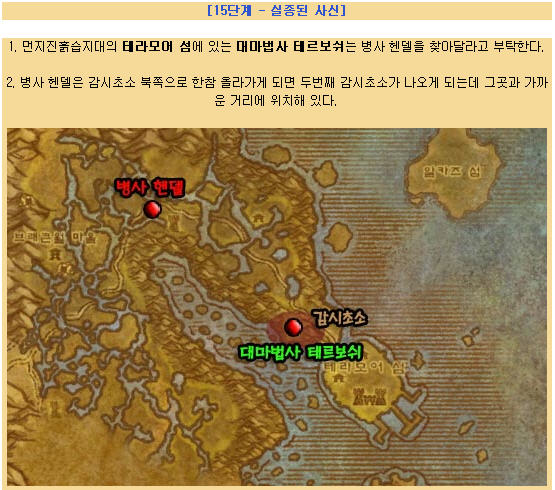 [15단계 - 실종된 사신]
1. 먼지진흙습지대의 테라모어 섬에 있는 대마법사 테르보쉬는 병사 헨델을 찾아달라고 부탁한다.
2. 병사 헨델은 감시초소 북쪽으로 한참 올라가게 되면 두번째 감시초소가 나오게 되는데 그곳과 가까
운 거리에 위치해 있다.
알카즈 섬
병사 헨델
브래큰월 마을
감시초소
대마법사 테르보쉬
테라모어 섬